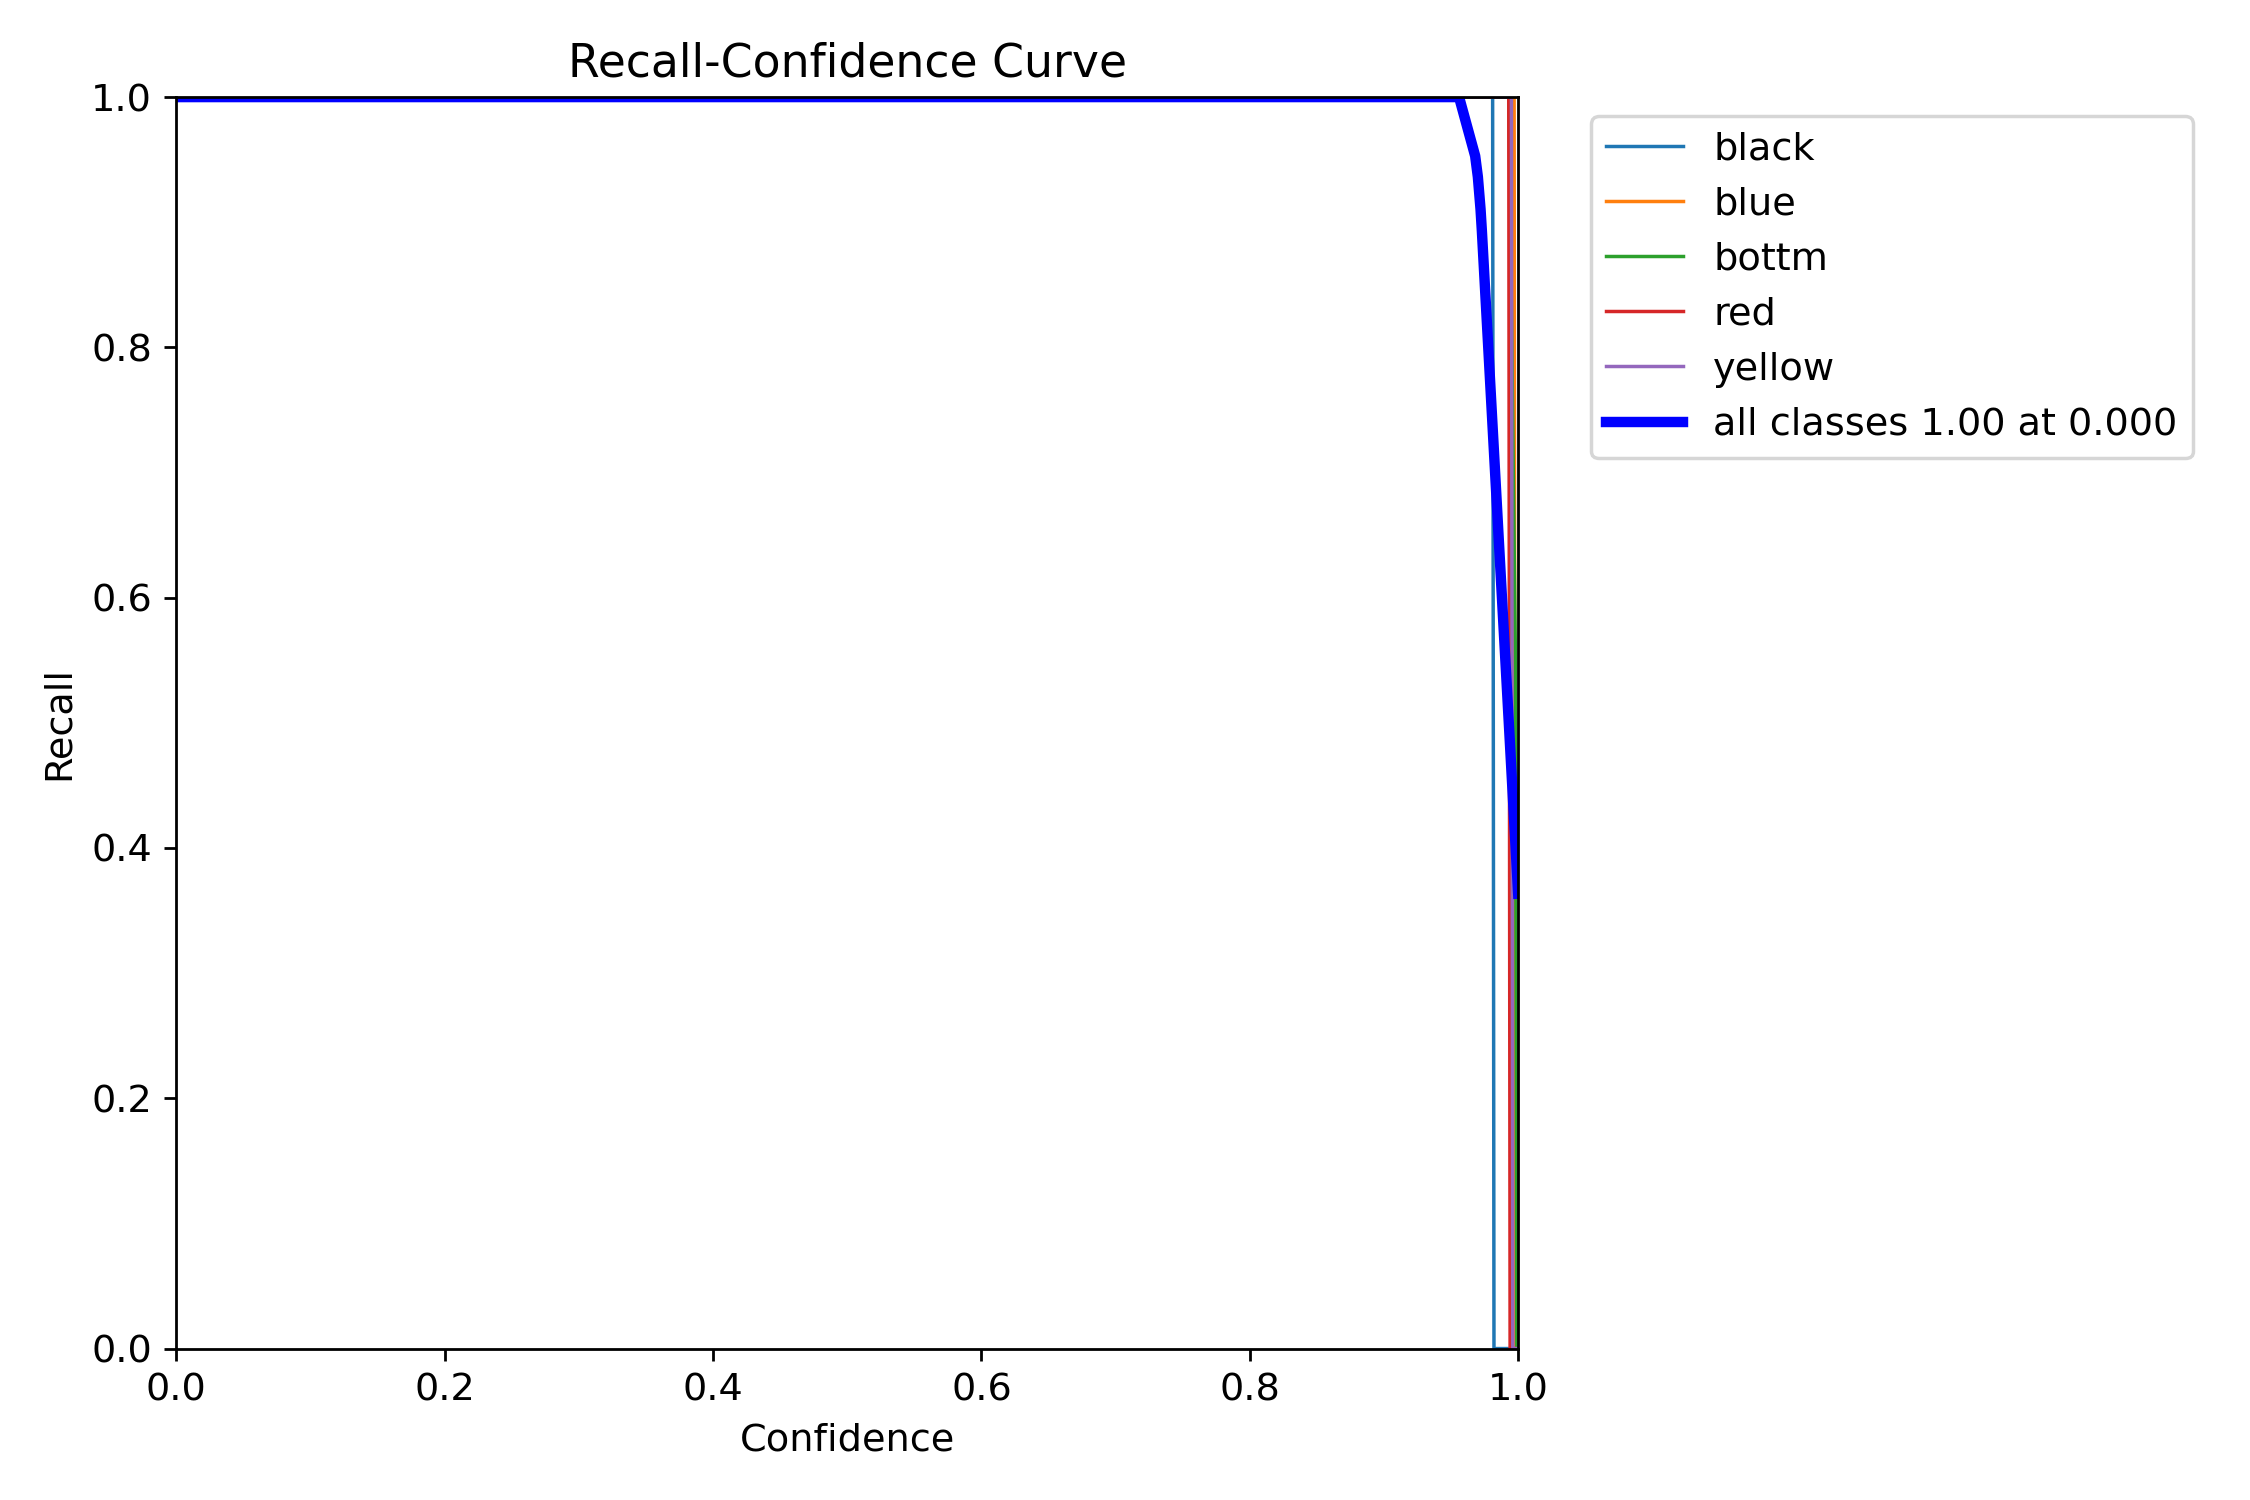 Recall-Confidence Curve
1.0
0.8
0.6
0.4
0.2
0.0
Recall
0.0 0.2 0.4 0.6 0.8 1.0
Confidence
black
blue
bottm
red
yellow
all classes 1.00 at 0.000